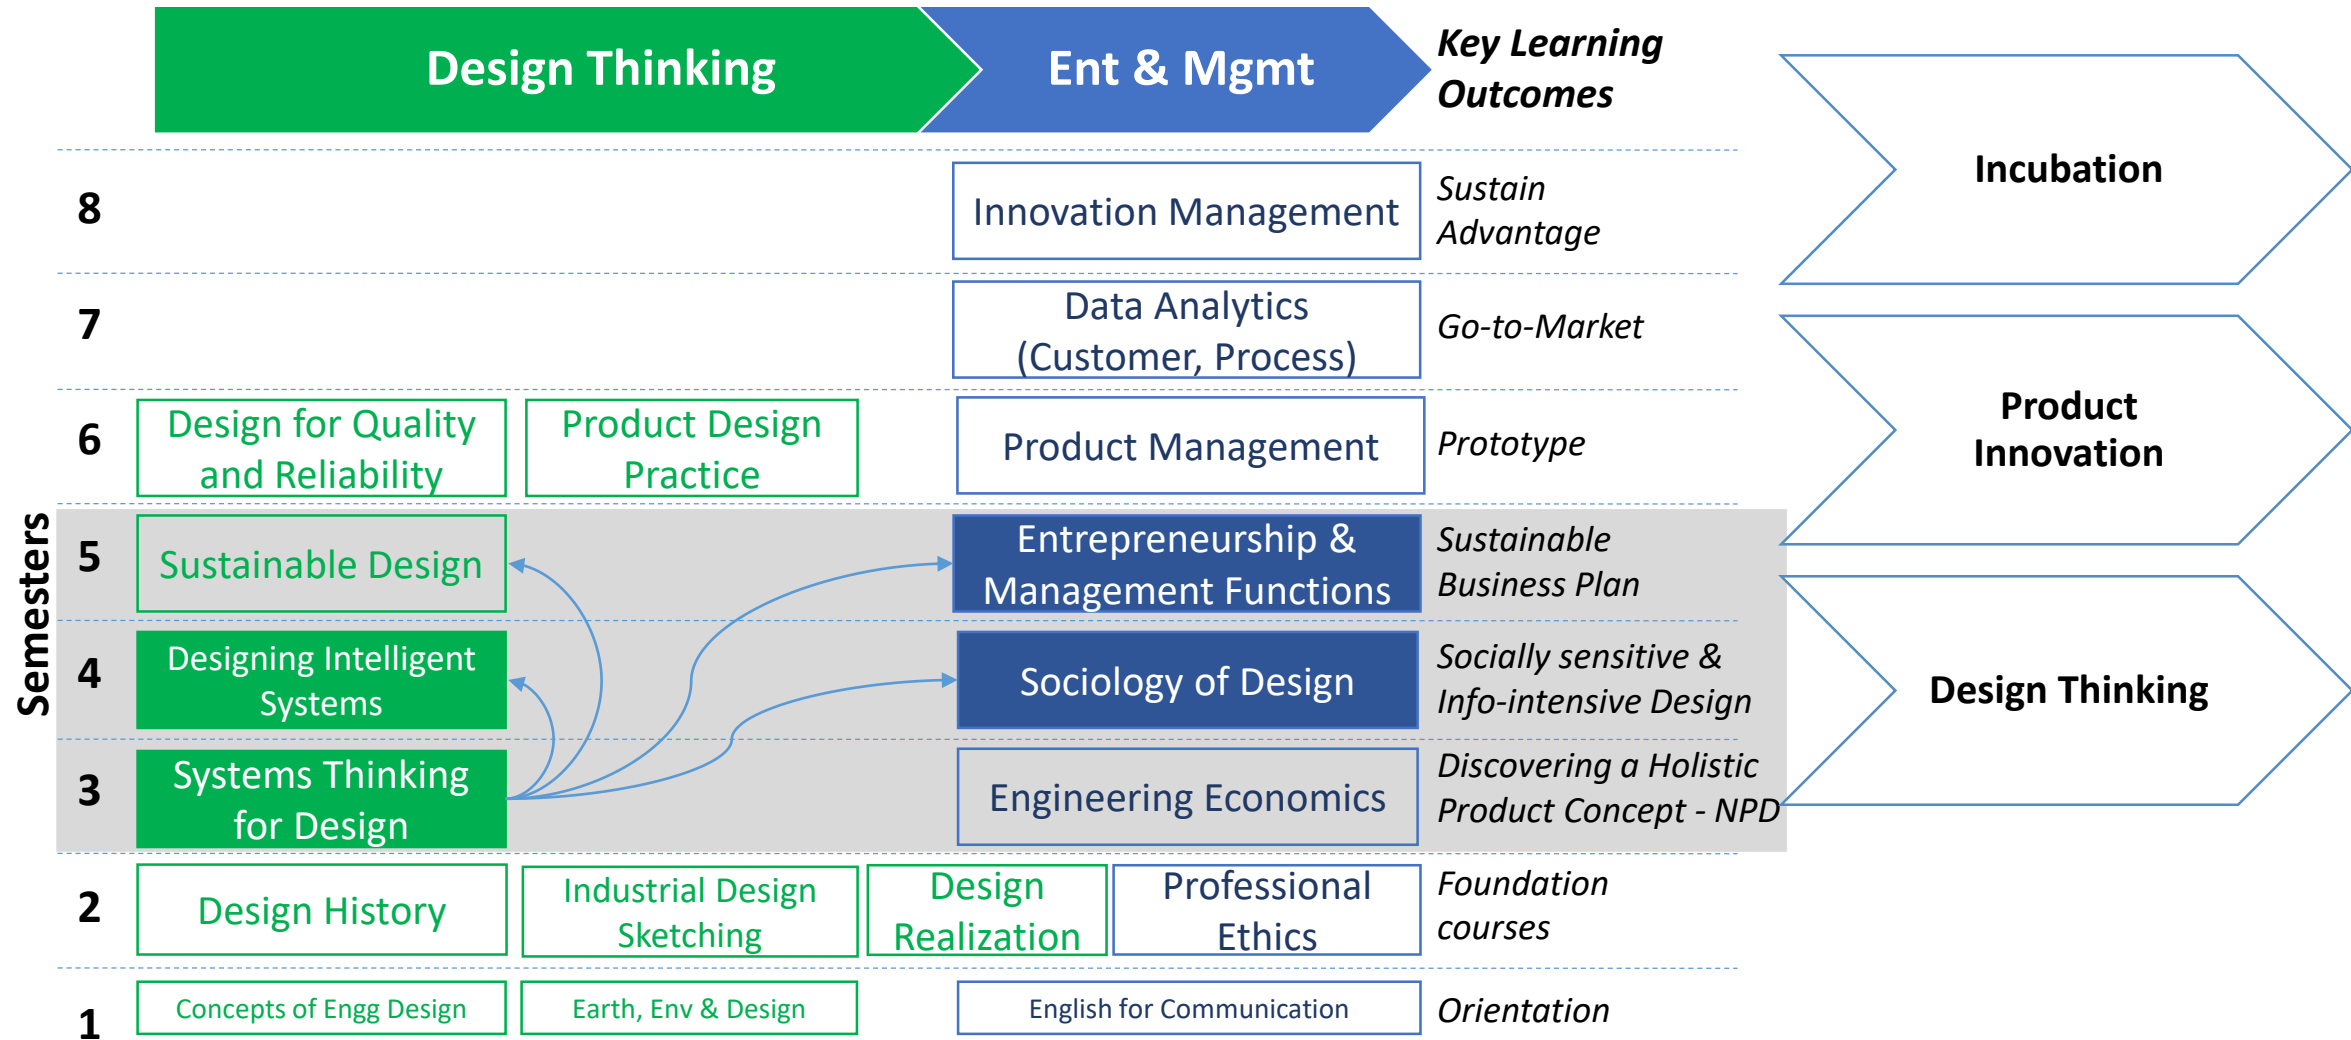 Design Thinking
Ent & Mgmt
Key Learning
Outcomes
Incubation
8
Innovation Management
Sustain
Advantage
7
Data Analytics
(Customer, Process)
Go-to-Market
Product
Innovation
6
Design for Quality
and Reliability
Product Design
Practice
Product Management
Prototype
Semesters
5
Sustainable Design
Entrepreneurship &
Management Functions
Sustainable
Business Plan
Design Thinking
4
Designing Intelligent
Systems
Sociology of Design
Socially sensitive &
Info-intensive Design
3
Systems Thinking
for Design
Engineering Economics
Discovering a Holistic
Product Concept - NPD
2
Design History
Industrial Design
Sketching
Design
Realization
Professional
Ethics
Foundation
courses
1
Concepts of Engg Design
Earth, Env & Design
English for Communication
Orientation